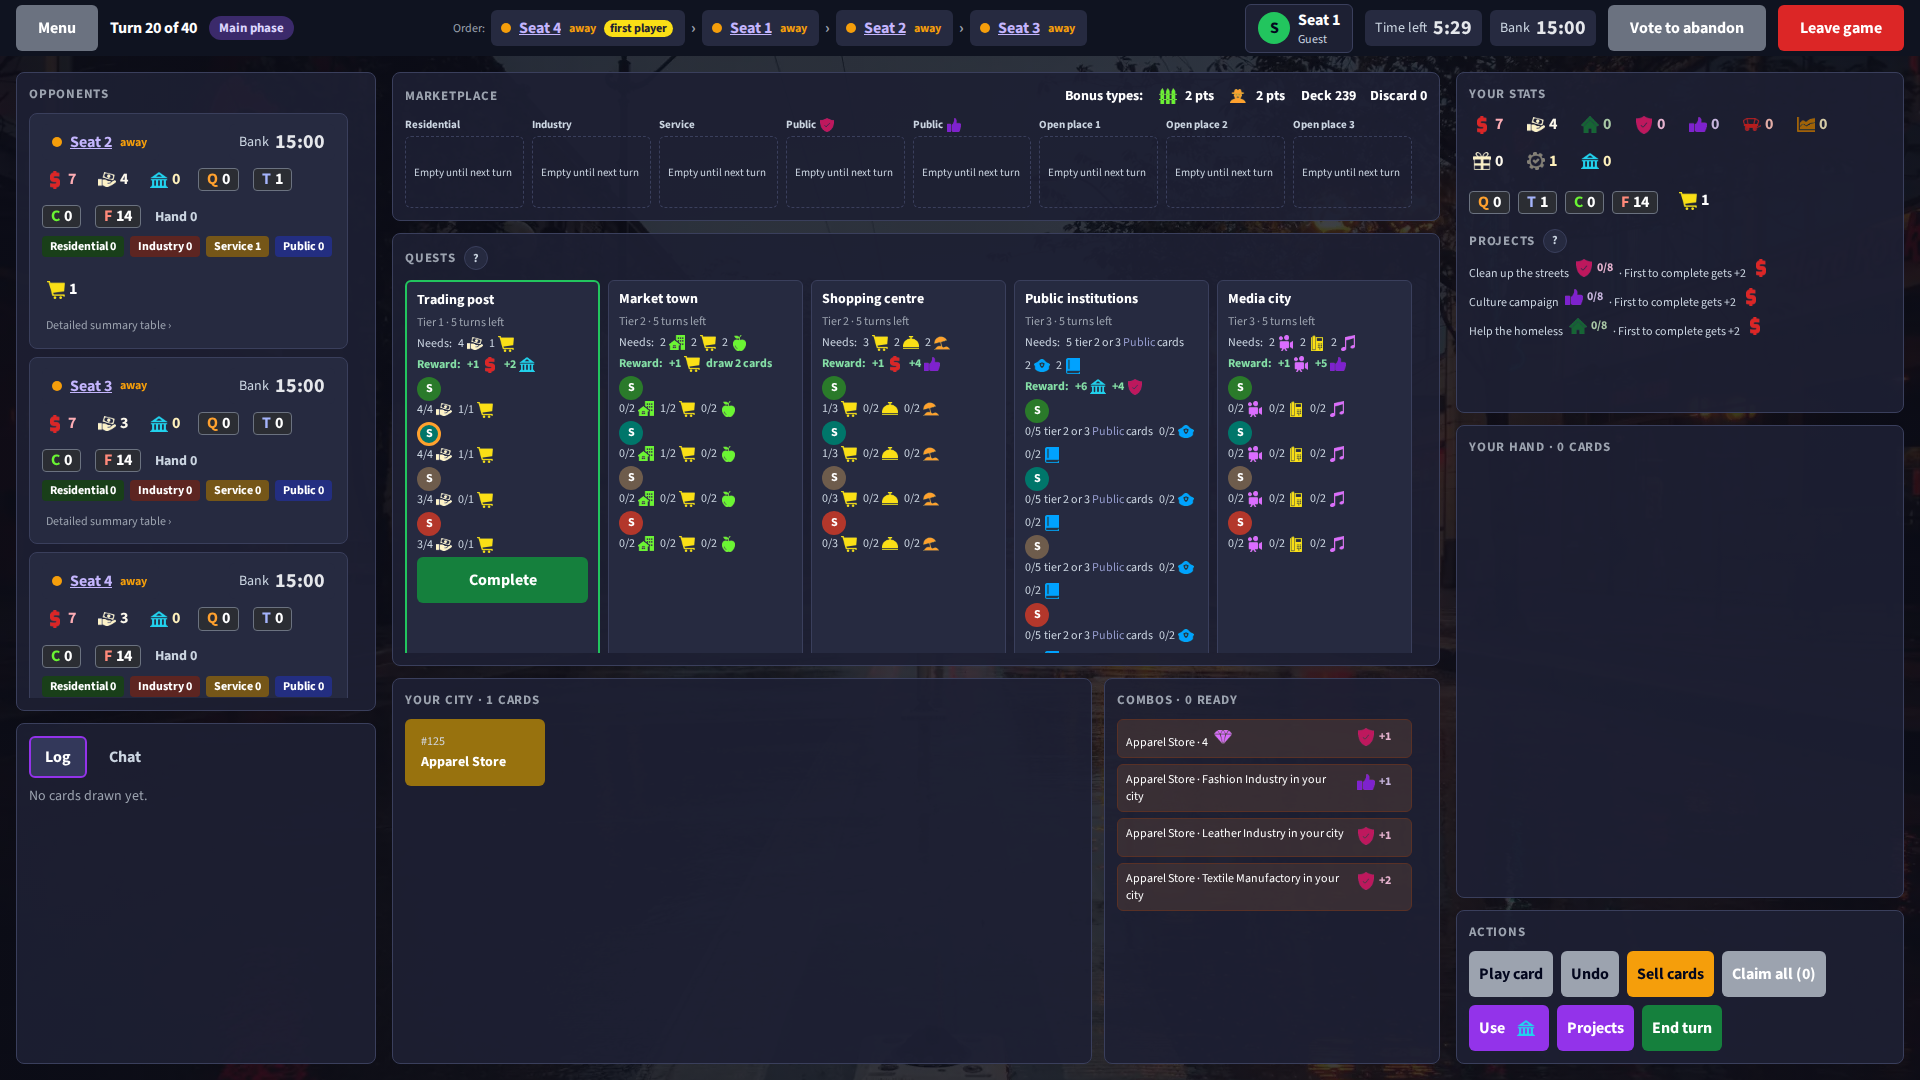 Menu
Turn 20 of 40
Main phase
Order:
Seat 4 away first player
›
Seat 1 away
›
Seat 2 away
›
Seat 3 away
S
Seat 1
Guest
Time left 5:29
Bank 15:00
Vote to abandon
Leave game
OPPONENTS
Seat 2 away
Bank 15:00
7 4 0 Q 0 T 1
C 0 F 14 Hand 0
Residential 0 Industry 0 Service 1 Public 0
1
Detailed summary table ›
Seat 3 away
Bank 15:00
7 3 0 Q 0 T 0
C 0 F 14 Hand 0
Residential 0 Industry 0 Service 0 Public 0
Detailed summary table ›
Seat 4 away
Bank 15:00
7 3 0 Q 0 T 0
C 0 F 14 Hand 0
Residential 0 Industry 0 Service 0 Public 0
Log
Chat
No cards drawn yet.
MARKETPLACE
Bonus types: 2 pts 2 pts Deck 239 Discard 0
Residential
Empty until next turn
Industry
Empty until next turn
Service
Empty until next turn
Public
Empty until next turn
Public
Empty until next turn
Open place 1
Empty until next turn
Open place 2
Empty until next turn
Open place 3
Empty until next turn
QUESTS ?
Trading post
Tier 1 · 5 turns left
Needs: 4 1
Reward: +1 +2
S
4/4 1/1
S
4/4 1/1
S
3/4 0/1
S
3/4 0/1
Complete
Market town
Tier 2 · 5 turns left
Needs: 2 2 2
Reward: +1 draw 2 cards
S
0/2 1/2 0/2
S
0/2 1/2 0/2
S
0/2 0/2 0/2
S
0/2 0/2 0/2
Shopping centre
Tier 2 · 5 turns left
Needs: 3 2 2
Reward: +1 +4
S
1/3 0/2 0/2
S
1/3 0/2 0/2
S
0/3 0/2 0/2
S
0/3 0/2 0/2
Public institutions
Tier 3 · 5 turns left
Needs: 5 tier 2 or 3 Public cards
2 2
Reward: +6 +4
S
0/5 tier 2 or 3 Public cards 0/2
0/2
S
0/5 tier 2 or 3 Public cards 0/2
0/2
S
0/5 tier 2 or 3 Public cards 0/2
0/2
S
0/5 tier 2 or 3 Public cards 0/2
Media city
Tier 3 · 5 turns left
Needs: 2 2 2
Reward: +1 +5
S
0/2 0/2 0/2
S
0/2 0/2 0/2
S
0/2 0/2 0/2
S
0/2 0/2 0/2
YOUR CITY · 1 CARDS
#125
Apparel Store
COMBOS · 0 READY
Apparel Store · 4 +1
Apparel Store · Fashion Industry in your
city
+1
Apparel Store · Leather Industry in your city +1
Apparel Store · Textile Manufactory in your
city
+2
YOUR STATS
7 4 0 0 0 0 0
0 1 0
Q 0 T 1 C 0 F 14 1
PROJECTS ?
Clean up the streets 0/8 · First to complete gets +2
Culture campaign 0/8 · First to complete gets +2
Help the homeless 0/8 · First to complete gets +2
YOUR HAND · 0 CARDS
ACTIONS
Play card
Undo
Sell cards
Claim all (0)
Use
Projects
End turn